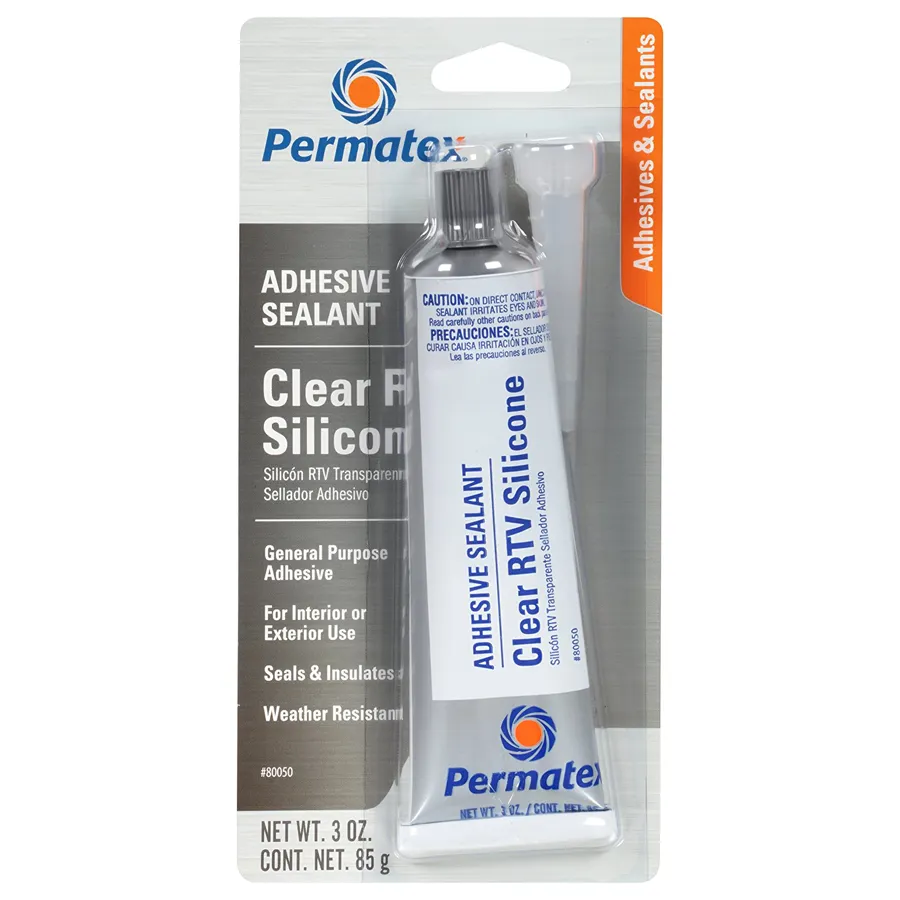 Adhesives & Sealants
Permatex
ADHESIVE
SEALANT
Clear R
Silicon
Silicón RTV Transparen
Sellador Adhesivo
General Purpose
Adhesive
For Interior or
Exterior Use
Seals & Insulates
Weather Resistant
#80050
NET WT. 3 OZ.
CONT. NET. 85 g
CAUTION: ON DIRECT CONTACT
SEALANT IRRITATES EYES AND
Read carefully other cautions on back
PRECAUCIONES: EL SELLADOR
CURAR CAUSA IRRITACIÓN EN OJOS Y
Lea las precauciones al reverso.
ADHESIVE SEALANT
Clear RTV Silicone
Silicón RTV Transparente Sellador Adhesivo
#80050
Permatex
NET WT. 3 OZ. / CONT. NET.